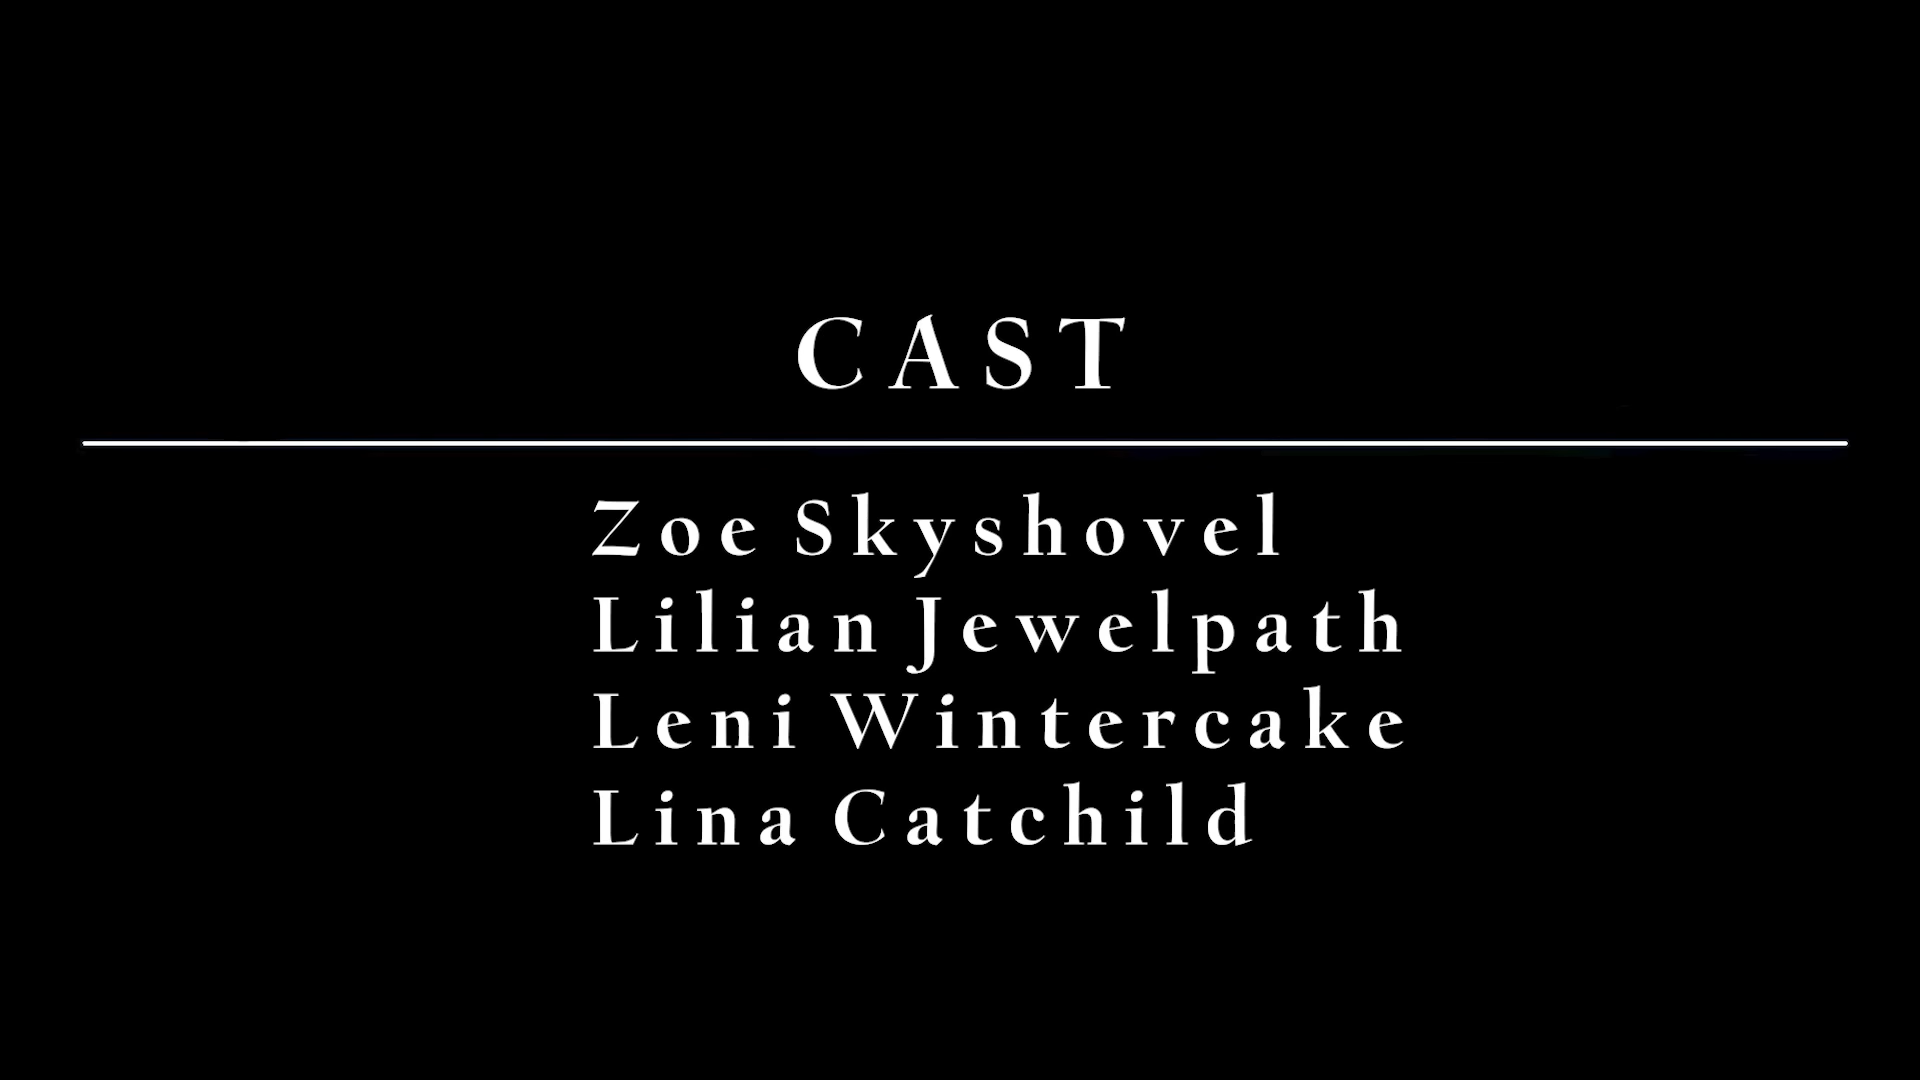 CAST
Zoe Skyshovel
Lilian Jewelpath
Leni Wintercake
Lina Catchild